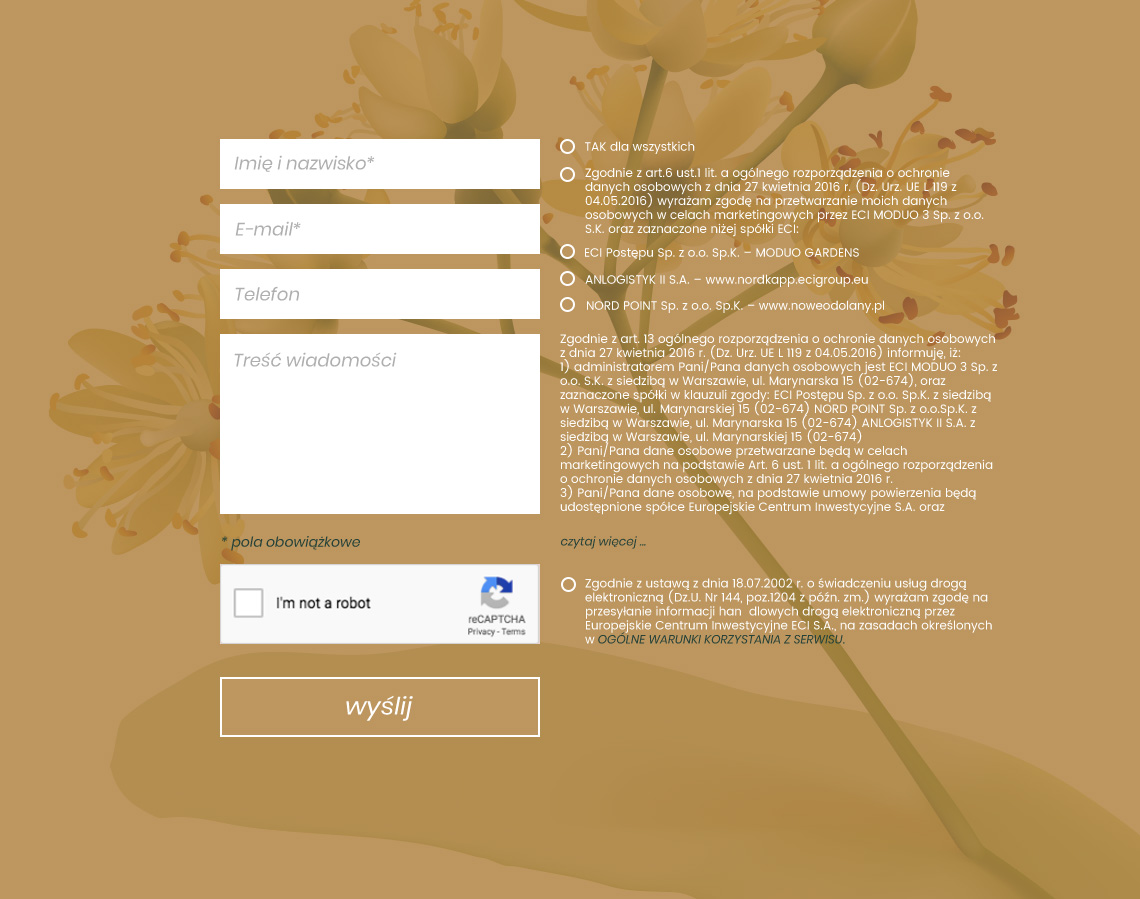 Imię i nazwisko*
E-mail*
Telefon
Treść wiadomości
* pola obowiążkowe
I'm not a robot
reCAPTCHA
Privacy - Terms
wyślij
TAK dla wszystkich
Zgodnie z art.6 ust.1 lit. a ogólnego rozporządzenia o ochronie
danych osobowych z dnia 27 kwietnia 2016 r. (Dz. Urz. UE L 119 z
04.05.2016) wyrażam zgodę na przetwarzanie moich danych
osobowych w celach marketingowych przez ECI MODUO 3 Sp. z o.o.
S.K. oraz zaznaczone niżej spółki ECI:
ECI Postępu Sp. z o.o. Sp.K. – MODUO GARDENS
ANLOGISTYK II S.A. – www.nordkapp.ecigroup.eu
NORD POINT Sp. z o.o. Sp.K. – www.noweodolany.pl
Zgodnie z art. 13 ogólnego rozporządzenia o ochronie danych osobowych
z dnia 27 kwietnia 2016 r. (Dz. Urz. UE L 119 z 04.05.2016) informuję, iż:
1) administratorem Pani/Pana danych osobowych jest ECI MODUO 3 Sp. z
o.o. S.K. z siedzibą w Warszawie, ul. Marynarska 15 (02-674), oraz
zaznaczone spółki w klauzuli zgody: ECI Postępu Sp. z o.o. Sp.K. z siedzibą
w Warszawie, ul. Marynarskiej 15 (02-674) NORD POINT Sp. z o.o.Sp.K. z
siedzibą w Warszawie, ul. Marynarska 15 (02-674) ANLOGISTYK II S.A. z
siedzibą w Warszawie, ul. Marynarskiej 15 (02-674)
2) Pani/Pana dane osobowe przetwarzane będą w celach
marketingowych na podstawie Art. 6 ust. 1 lit. a ogólnego rozporządzenia
o ochronie danych osobowych z dnia 27 kwietnia 2016 r.
3) Pani/Pana dane osobowe, na podstawie umowy powierzenia będą
udostępnione spółce Europejskie Centrum Inwestycyjne S.A. oraz
czytaj więcej ...
Zgodnie z ustawą z dnia 18.07.2002 r. o świadczeniu usług drogą
elektroniczną (Dz.U. Nr 144, poz.1204 z późn. zm.) wyrażam zgodę na
przesyłanie informacji han  dlowych drogą elektroniczną przez
Europejskie Centrum Inwestycyjne ECI S.A., na zasadach określonych
w OGÓLNE WARUNKI KORZYSTANIA Z SERWISU.